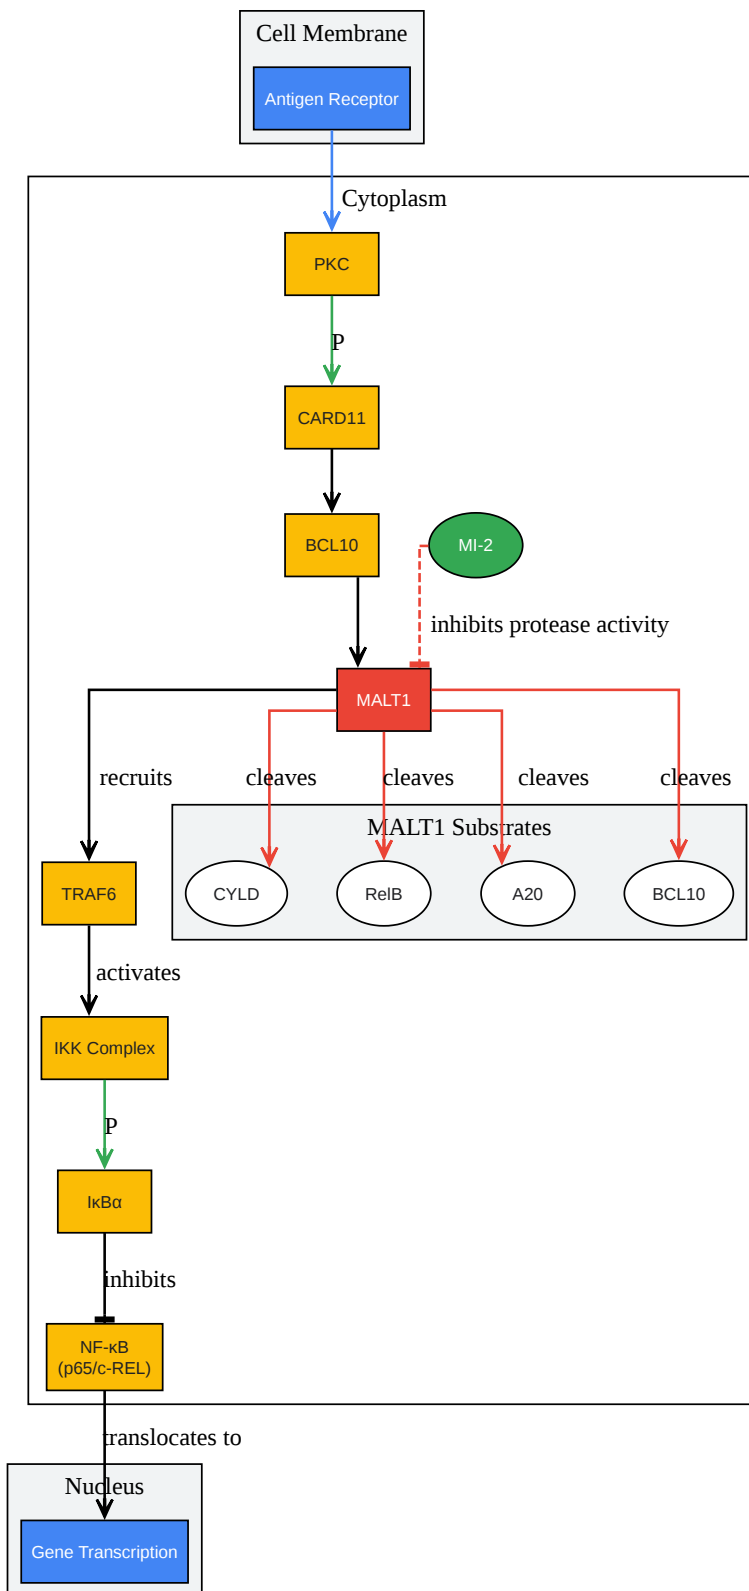 Cell Membrane
Antigen Receptor
Cytoplasm
PKC
P
CARD11
BCL10
MI-2
inhibits protease activity
MALT1
recruits
cleaves
cleaves
cleaves
cleaves
MALT1 Substrates
TRAF6
CYLD
RelB
A20
BCL10
activates
IKK Complex
P
IκBα
inhibits
NF-κB
(p65/c-REL)
translocates to
Nucleus
Gene Transcription